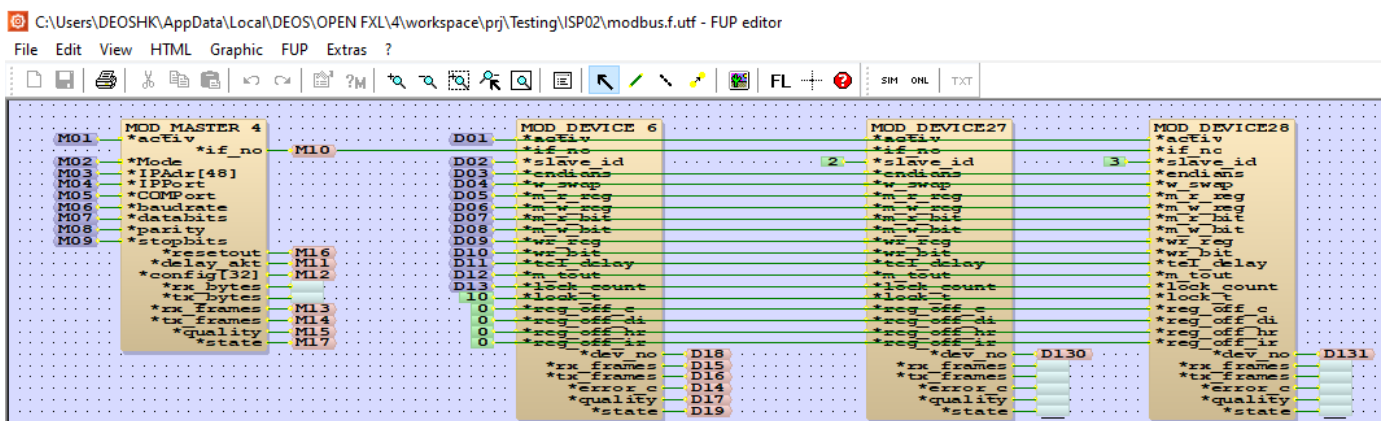 C:\Users\DEOSHK\AppData\Local\DEOS\OPEN FXL\4\workspace\prj\Testing\ISP02\modbus.f.utf - FUP editor
File Edit View HTML Graphic FUP Extras ?
?M FL SIM ONL TXT
MOD_MASTER 4
M01 *activ
*if_no M10
M02 *Mode
M03 *IPAdr[48]
M04 *IPPort
M05 *COMPort
M06 *baudrate
M07 *databits
M08 *parity
M09 *stopbits
*resetout M16
*delay_akt M11
*config[32] M12
*rx_bytes
*tx_bytes
*rx_frames M13
*tx_frames M14
*quality M15
*state M17
MOD_DEVICE 6
D01 *activ
*if_no
D02 *slave_id
D03 *endians
D04 *w_swap
D05 *m_r_reg
D06 *m_w_reg
D07 *m_r_bit
D08 *m_w_bit
D09 *wr_reg
D10 *wr_bit
D11 *tel_delay
D12 *m_tout
D13 *lock_count
10 *lock_t
0 *reg_off_c
0 *reg_off_di
0 *reg_off_hr
0 *reg_off_ir
*dev_no D18
*rx_frames D15
*tx_frames D16
*error_c D14
*quality D17
*state D19
MOD_DEVICE27
*activ
*if_no
2 *slave_id
*endians
*w_swap
*m_r_reg
*m_w_reg
*m_r_bit
*m_w_bit
*wr_reg
*wr_bit
*tel_delay
*m_tout
*lock_count
*lock_t
*reg_off_c
*reg_off_di
*reg_off_hr
*reg_off_ir
*dev_no D130
*rx_frames
*tx_frames
*error_c
*quality
*state
MOD_DEVICE28
*activ
*if_no
3 *slave_id
*endians
*w_swap
*m_r_reg
*m_w_reg
*m_r_bit
*m_w_bit
*wr_reg
*wr_bit
*tel_delay
*m_tout
*lock_count
*lock_t
*reg_off_c
*reg_off_di
*reg_off_hr
*reg_off_ir
*dev_no D131
*rx_frames
*tx_frames
*error_c
*quality
*state